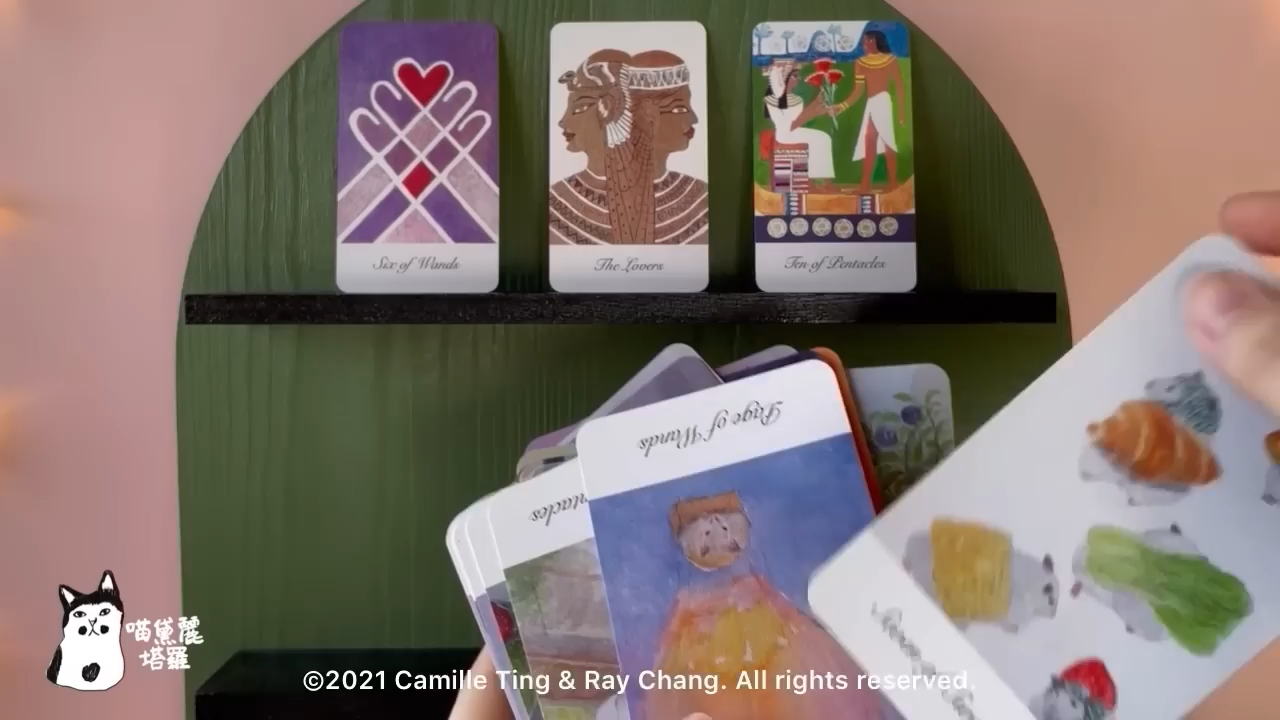 Six of Wands
The Lovers
Ten of Pentacles
Page of Wands
喵黛麗
塔羅
©2021 Camille Ting & Ray Chang. All rights reserved.